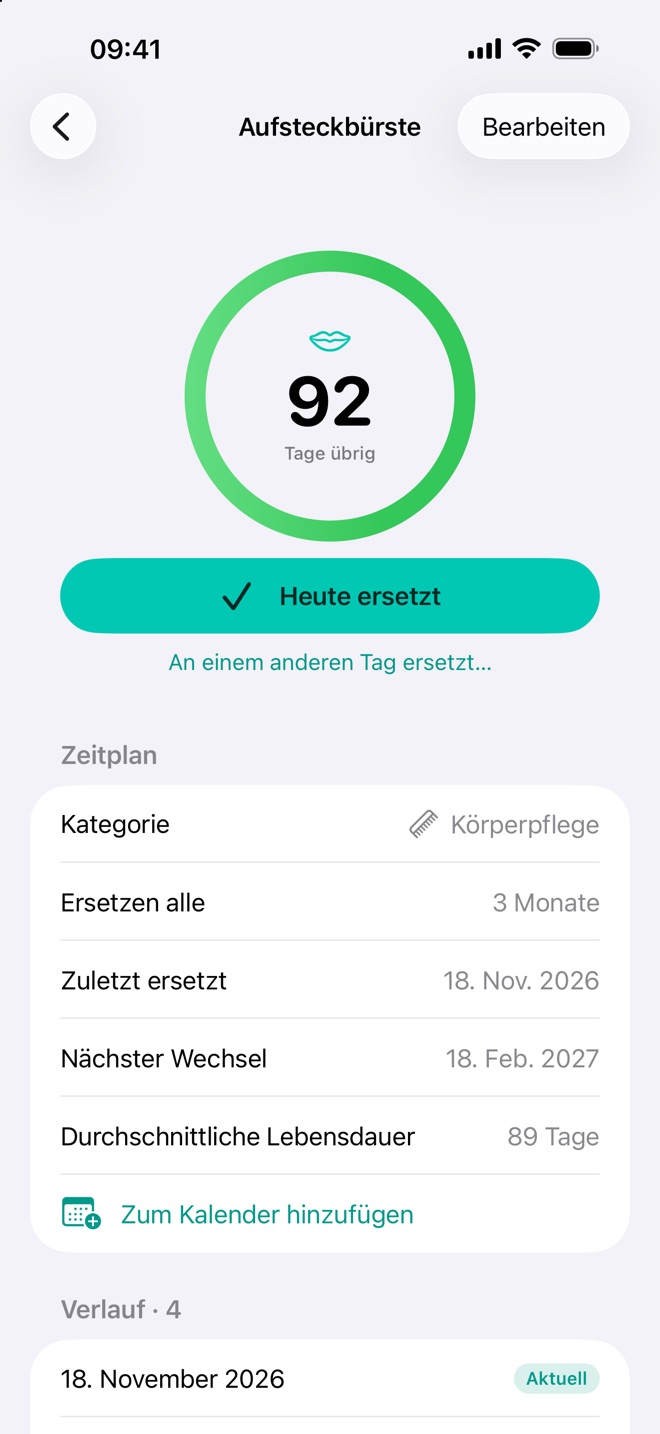 09:41
Aufsteckbürste
Bearbeiten
92
Tage übrig
Heute ersetzt
An einem anderen Tag ersetzt...
Zeitplan
Kategorie Körperpflege
Ersetzen alle 3 Monate
Zuletzt ersetzt 18. Nov. 2026
Nächster Wechsel 18. Feb. 2027
Durchschnittliche Lebensdauer 89 Tage
Zum Kalender hinzufügen
Verlauf · 4
18. November 2026 Aktuell